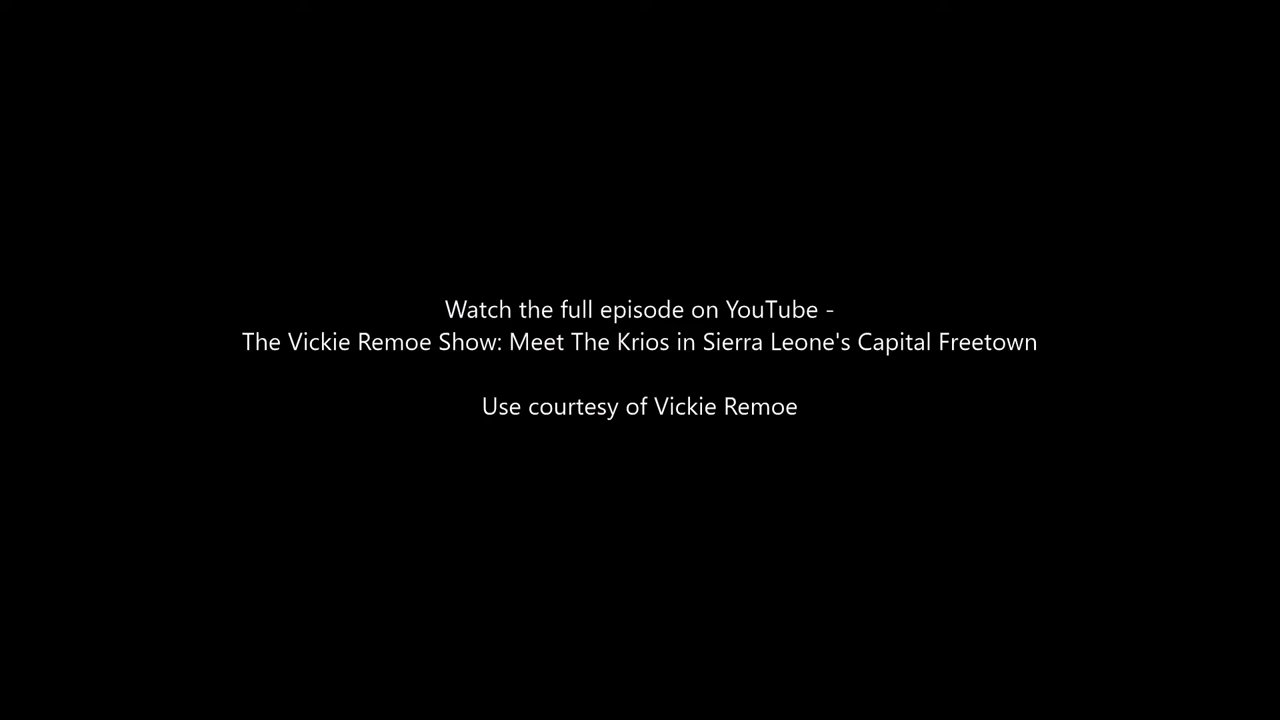 Watch the full episode on YouTube -
The Vickie Remoe Show: Meet The Krios in Sierra Leone's Capital Freetown
Use courtesy of Vickie Remoe